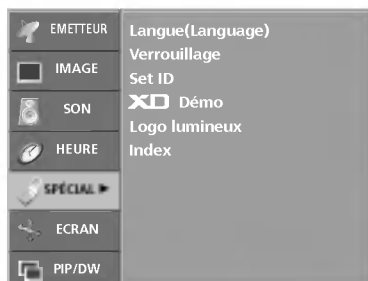 EMETTEUR
IMAGE
SON
HEURE
SPÉCIAL ►
ECRAN
PIP/DW
Langue(Language)
Verrouillage
Set ID
XD Démo
Logo lumineux
Index